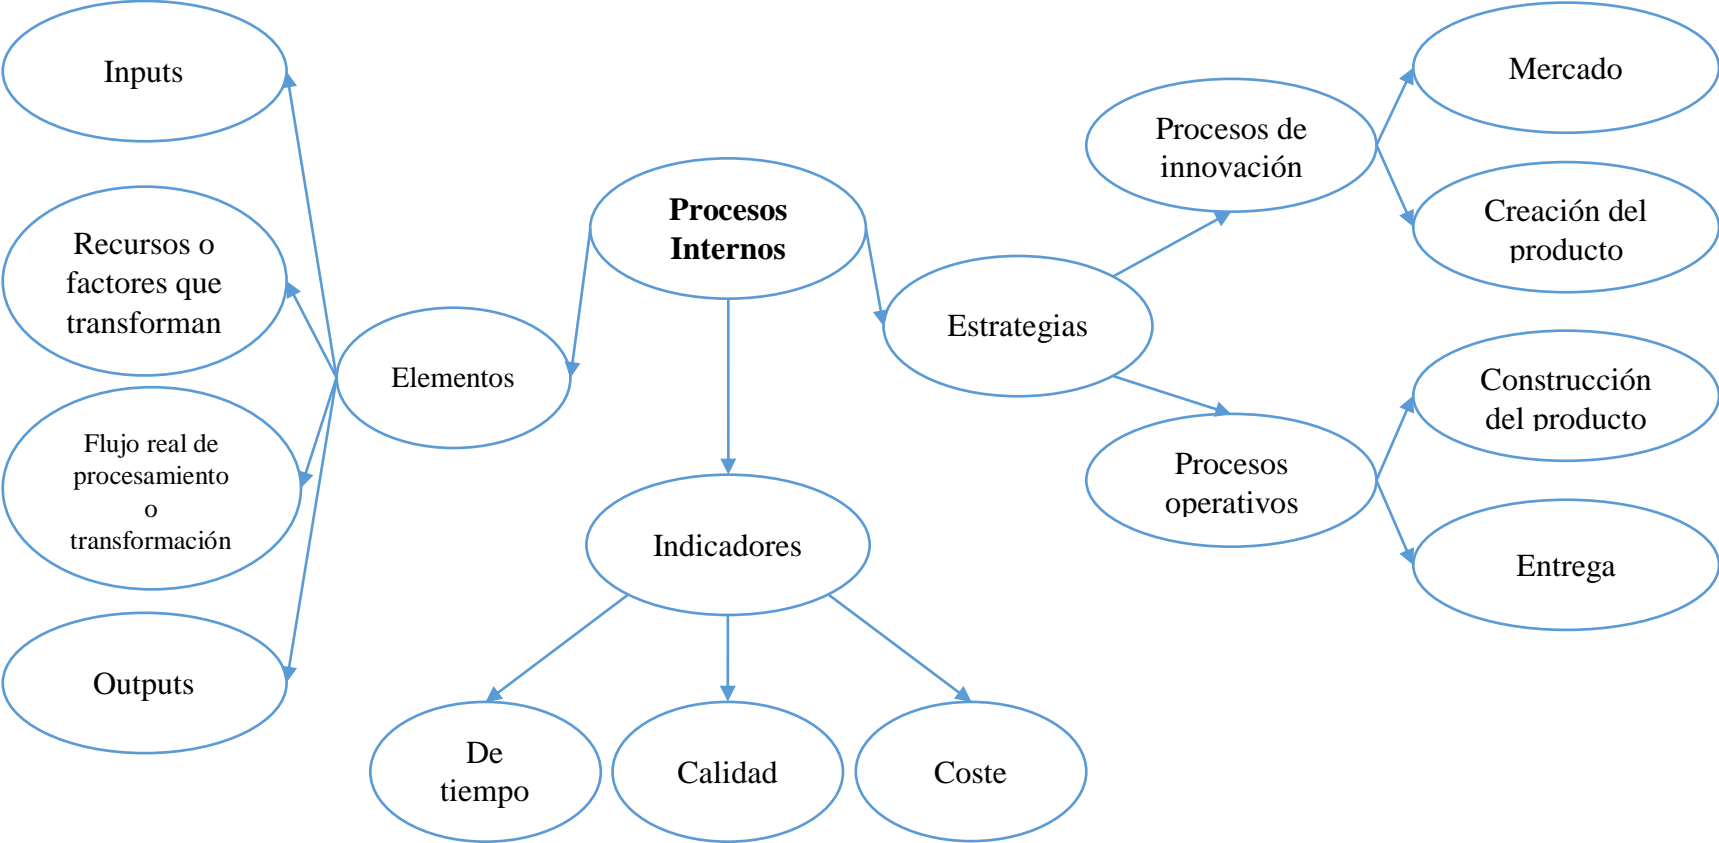 Inputs
Recursos o
factores que
transforman
Flujo real de
procesamiento
o
transformación
Outputs
Elementos
Procesos
Internos
Indicadores
De
tiempo
Calidad
Coste
Estrategias
Procesos de
innovación
Mercado
Creación del
producto
Procesos
operativos
Construcción
del producto
Entrega